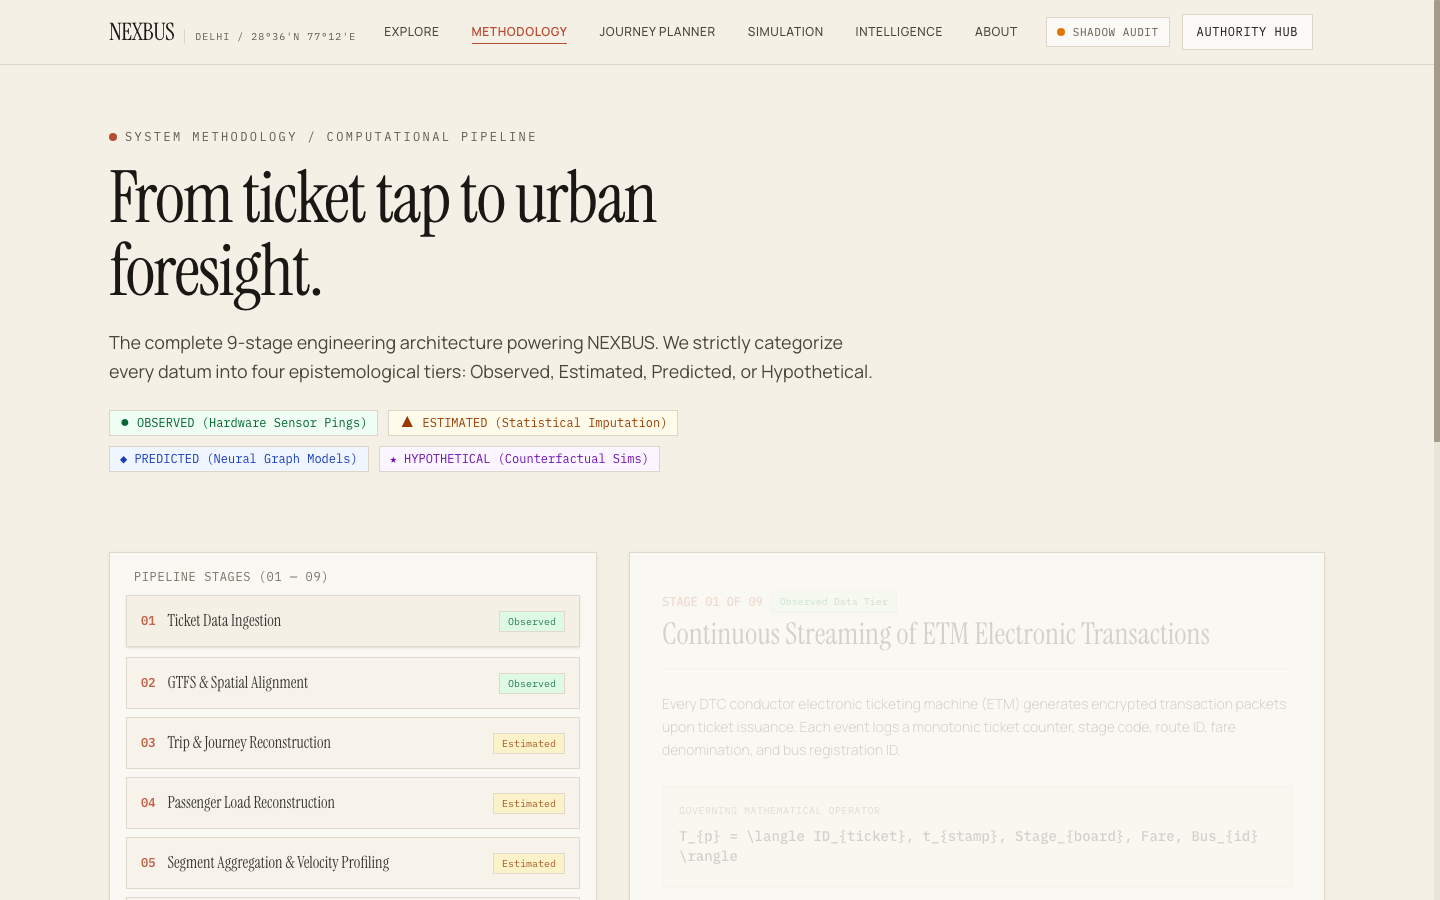 NEXBUS
DELHI / 28°36'N 77°12'E
EXPLORE
METHODOLOGY
JOURNEY PLANNER
SIMULATION
INTELLIGENCE
ABOUT
SHADOW AUDIT
AUTHORITY HUB
SYSTEM METHODOLOGY / COMPUTATIONAL PIPELINE
From ticket tap to urban
foresight.
The complete 9-stage engineering architecture powering NEXBUS. We strictly categorize
every datum into four epistemological tiers: Observed, Estimated, Predicted, or Hypothetical.
● OBSERVED (Hardware Sensor Pings)
▲ ESTIMATED (Statistical Imputation)
◆ PREDICTED (Neural Graph Models)
★ HYPOTHETICAL (Counterfactual Sims)
PIPELINE STAGES (01 — 09)
01 Ticket Data Ingestion Observed
02 GTFS & Spatial Alignment Observed
03 Trip & Journey Reconstruction Estimated
04 Passenger Load Reconstruction Estimated
05 Segment Aggregation & Velocity Profiling Estimated
STAGE 01 OF 09 Observed Data Tier
Continuous Streaming of ETM Electronic Transactions
Every DTC conductor electronic ticketing machine (ETM) generates encrypted transaction packets
upon ticket issuance. Each event logs a monotonic ticket counter, stage code, route ID, fare
denomination, and bus registration ID.
GOVERNING MATHEMATICAL OPERATOR
T_{p} = \langle ID_{ticket}, t_{stamp}, Stage_{board}, Fare, Bus_{id}
\rangle